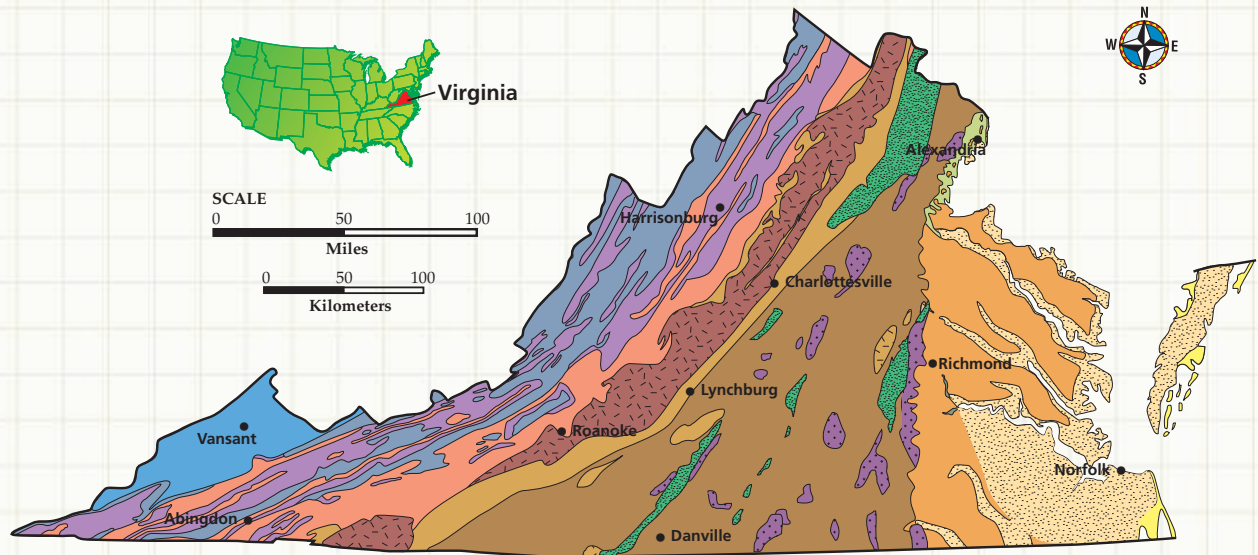 N
W E
S
Virginia
SCALE
0 50 100
Miles
0 50 100
Kilometers
Alexandria
Harrisonburg
Charlottesville
Richmond
Lynchburg
Vansant
Roanoke
Norfolk
Abingdon
Danville